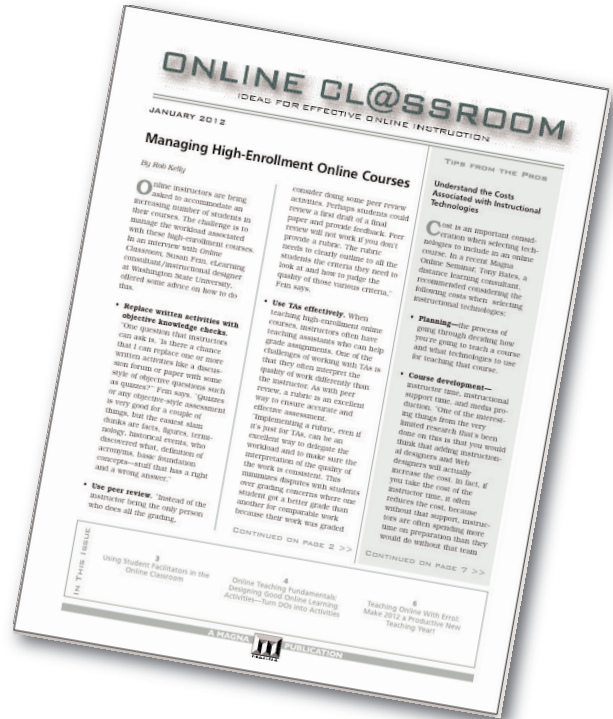 ONLINE CL@SSROOM
IDEAS FOR EFFECTIVE ONLINE INSTRUCTION
JANUARY 2012
Managing High-Enrollment Online Courses
By Rob Kelly
Online instructors are being
asked to accommodate an
increasing number of students in
their courses. The challenge is to
manage the workload associated
with these high-enrollment courses.
In an interview with Online
Classroom, Susan Fein, eLearning
consultant/instructional designer
at Washington State University,
offered some advice on how to do
this.
• Replace written activities with
objective knowledge checks.
"One question that instructors
can ask is, 'Is there a chance
that I can replace one or more
written activities like a discus-
sion forum or paper with some
style of objective questions such
as quizzes?'" Fein says. "Quizzes
or any objective-style assessment
is very good for a couple of
things, but the easiest slam
dunks are facts, figures, termi-
nology, historical events, who
discovered what, definition of
acronyms, basic foundation
concepts—stuff that has a right
and a wrong answer."
• Use peer review. "Instead of the
instructor being the only person
who does all the grading,
consider doing some peer review
activities. Perhaps students could
review a first draft of a final
paper and provide feedback. Peer
review will not work if you don't
provide a rubric. The rubric
needs to clearly outline to all the
students the criteria they need to
look at and how to judge the
quality of those various criteria,"
Fein says.
• Use TAs effectively. When
teaching high-enrollment online
courses, instructors often have
teaching assistants who can help
grade assignments. One of the
challenges of working with TAs is
that they often interpret the
quality of work differently than
the instructor. As with peer
review, a rubric is an excellent
way to ensure accurate and
effective assessment.
"Implementing a rubric, even if
it's just for TAs, can be an
excellent way to delegate the
workload and to make sure the
interpretation of the quality of
the work is consistent. This
minimizes disputes with students
over grading concerns where one
student got a better grade than
another for comparable work
because their work was graded
CONTINUED ON PAGE 2 >>
TIPS FROM THE PROS
Understand the Costs
Associated with Instructional
Technologies
Cost is an important consid-
eration when selecting tech-
nologies to include in an online
course. In a recent Magna
Online Seminar, Tony Bates, a
distance learning consultant,
recommended considering the
following costs when selecting
instructional technologies:
• Planning—the process of
going through deciding how
you're going to teach a course
and what technologies to use
for teaching that course.
• Course development—
instructor time, instructional
support time, and media pro-
duction. "One of the interest-
ing things from the very
limited research that's been
done on this is that you would
think that adding instruction-
al designers and Web
designers will actually
increase the cost. In fact, if
you take the cost of the
instructor time, it often
reduces the cost, because
without that support, instruc-
tors are often spending more
time on preparation than they
would do without that team
CONTINUED ON PAGE 7 >>
IN THIS ISSUE
3
Using Student Facilitators in the
Online Classroom
4
Online Teaching Fundamentals:
Designing Good Online Learning
Activities—Turn DOs into Activities
6
Teaching Online With Errol:
Make 2012 a Productive New
Teaching Year!
A MAGNA PUBLICATION